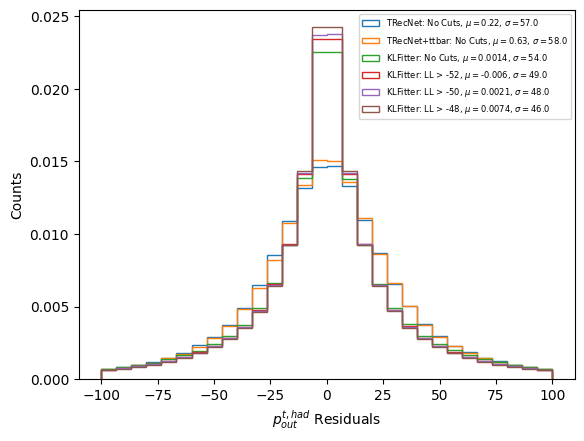 TRecNet: No Cuts, μ = 0.22, σ = 57.0
TRecNet+ttbar: No Cuts, μ = 0.63, σ = 58.0
KLFitter: No Cuts, μ = 0.0014, σ = 54.0
KLFitter: LL > -52, μ = -0.006, σ = 49.0
KLFitter: LL > -50, μ = 0.0021, σ = 48.0
KLFitter: LL > -48, μ = 0.0074, σ = 46.0
Counts
0.025
0.020
0.015
0.010
0.005
0.000
−100 −75 −50 −25 0 25 50 75 100
$p_{out}^{t,had}$ Residuals